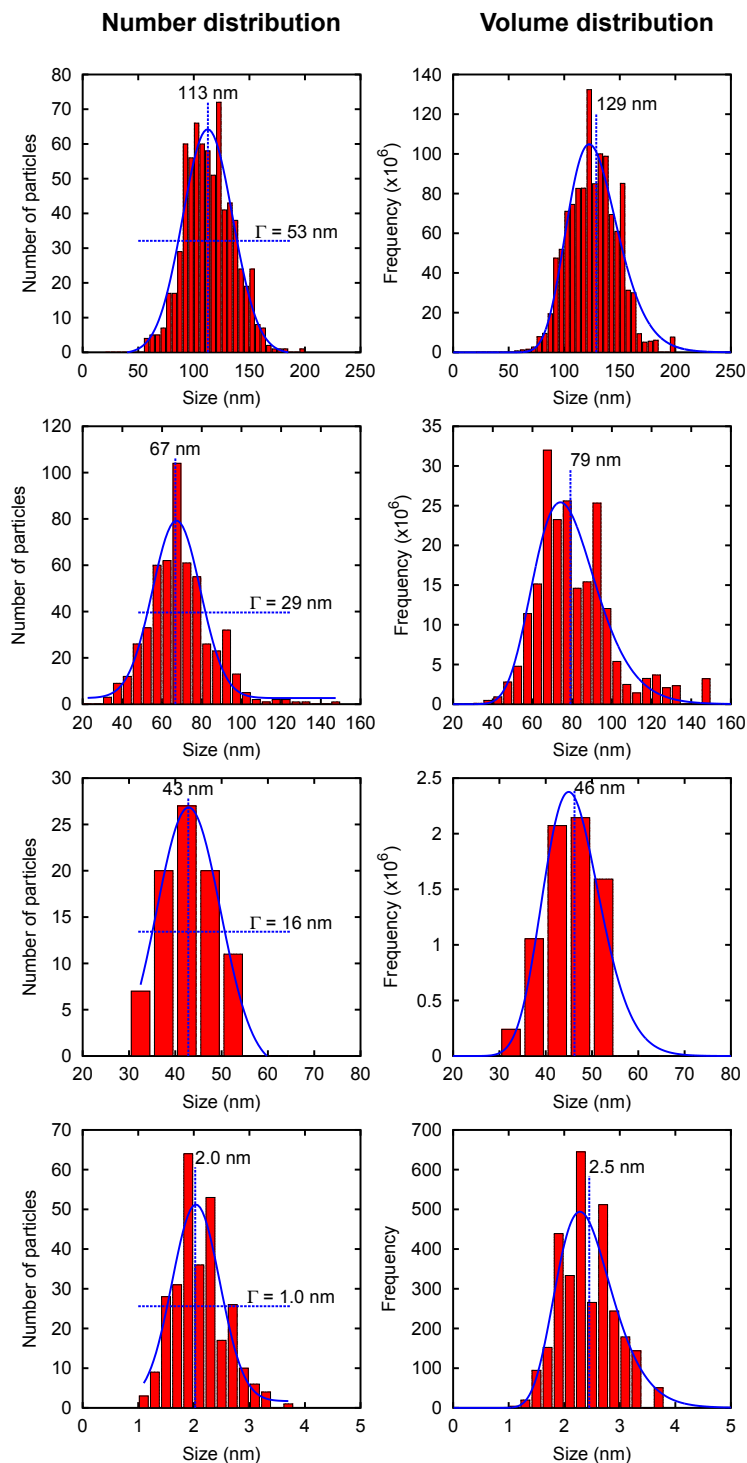 Number distribution
Volume distribution
80
70
60
50
40
30
20
10
0
Number of particles
113 nm
Γ = 53 nm
0 50 100 150 200 250
Size (nm)
140
120
100
80
60
40
20
0
Frequency (x10⁶)
129 nm
0 50 100 150 200 250
Size (nm)
120
100
80
60
40
20
0
Number of particles
67 nm
Γ = 29 nm
20 40 60 80 100 120 140 160
Size (nm)
35
30
25
20
15
10
5
0
Frequency (x10⁶)
79 nm
20 40 60 80 100 120 140 160
Size (nm)
30
25
20
15
10
5
0
Number of particles
43 nm
Γ = 16 nm
20 30 40 50 60 70 80
Size (nm)
2.5
2
1.5
1
0.5
0
Frequency (x10⁶)
46 nm
20 30 40 50 60 70 80
Size (nm)
70
60
50
40
30
20
10
0
Number of particles
2.0 nm
Γ = 1.0 nm
0 1 2 3 4 5
Size (nm)
700
600
500
400
300
200
100
0
Frequency
2.5 nm
0 1 2 3 4 5
Size (nm)